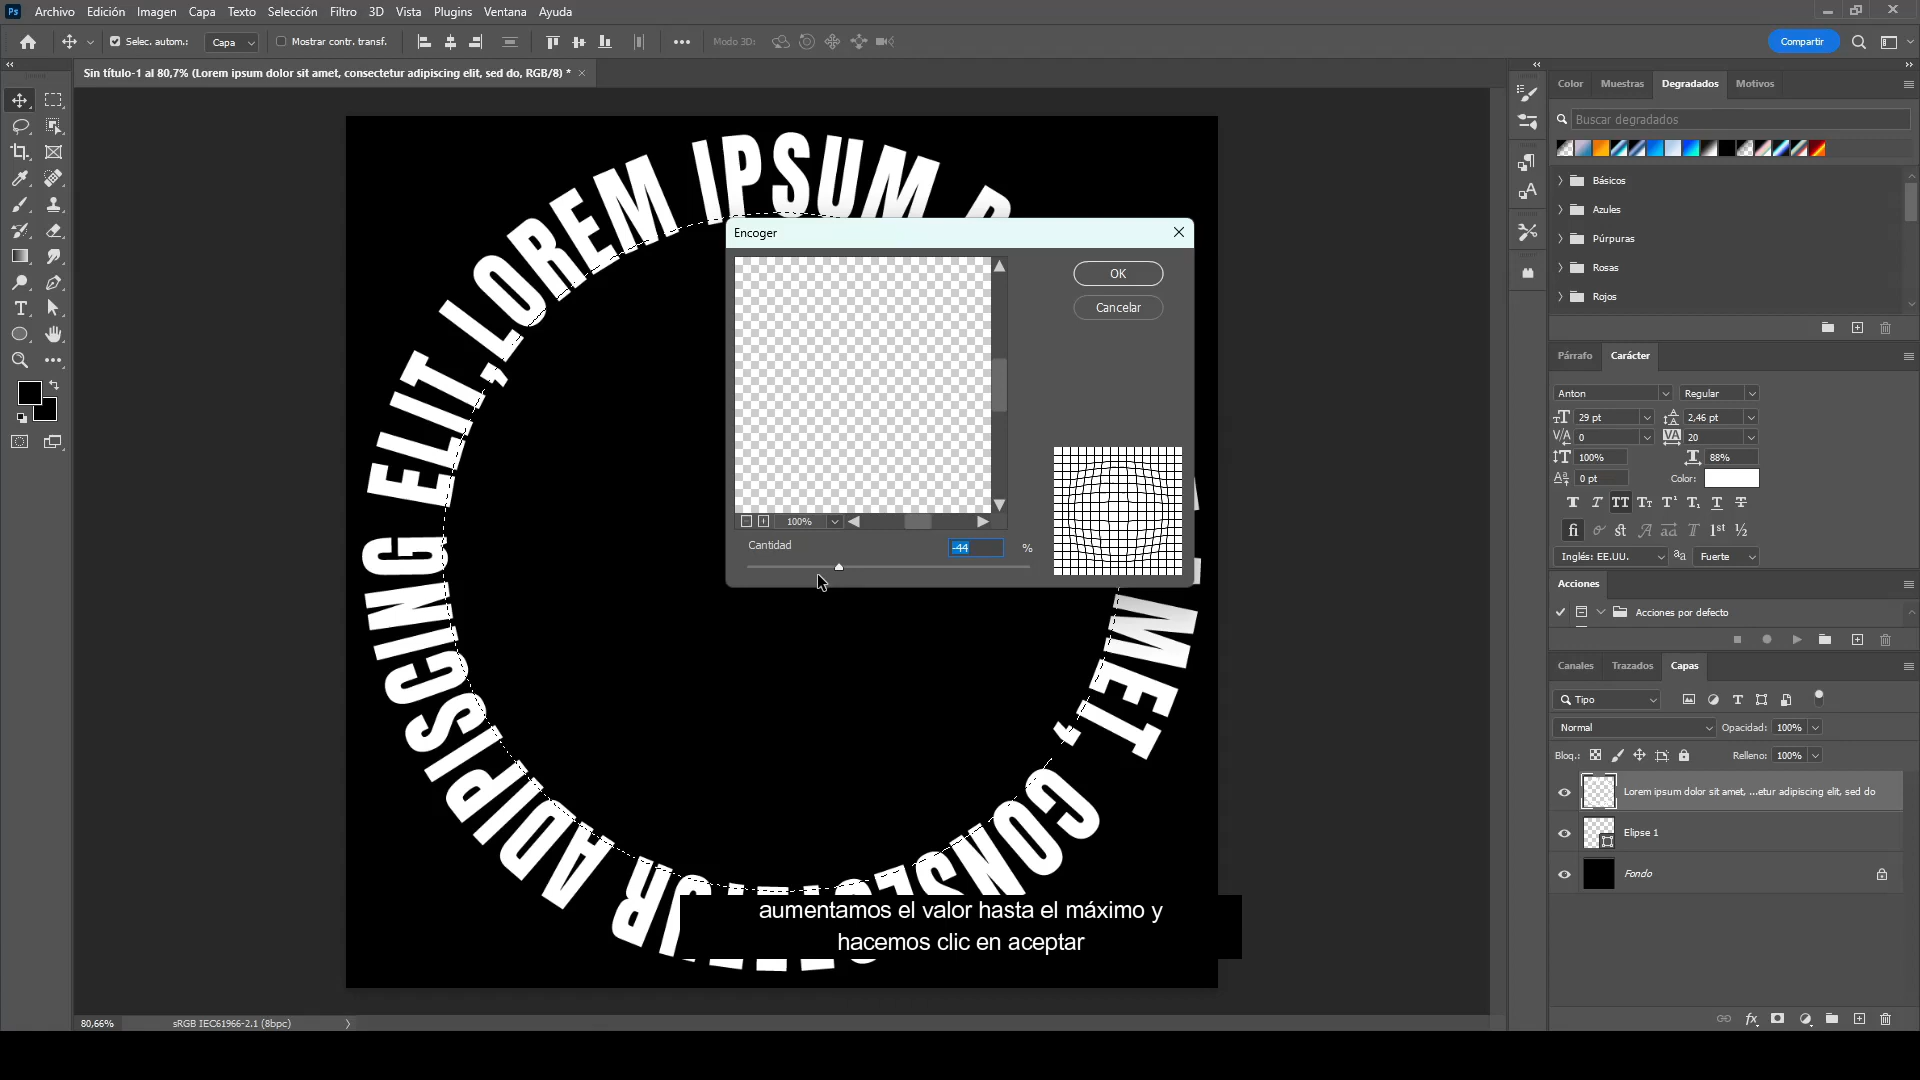 Ps Archivo Edición Imagen Capa Texto Selección Filtro 3D Vista Plugins Ventana Ayuda
Selec. autom.: Capa Mostrar contr. transf. ••• Modo 3D: Compartir
Sin título-1 al 80,7% (Lorem ipsum dolor sit amet, consectetur adipiscing elit, sed do, RGB/8) *
Color Muestras Degradados Motivos
Buscar degradados
Básicos
Azules
Púrpuras
Rosas
Rojos
LOREM IPSUM
MET,
ADIPISCING ELIT,
Encoger
OK
Cancelar
100%
Cantidad -44 %
Párrafo Carácter
Anton Regular
29 pt 2,46 pt
0 20
100% 88%
0 pt Color:
Inglés: EE.UU. Fuerte
Acciones
Acciones por defecto
Canales Trazados Capas
Tipo
Normal Opacidad: 100%
Bloq.: Relleno: 100%
Lorem ipsum dolor sit amet, ...etur adipiscing elit, sed do
Elipse 1
Fondo
aumentamos el valor hasta el máximo y
hacemos clic en aceptar
80,66% sRGB IEC61966-2.1 (8bpc)